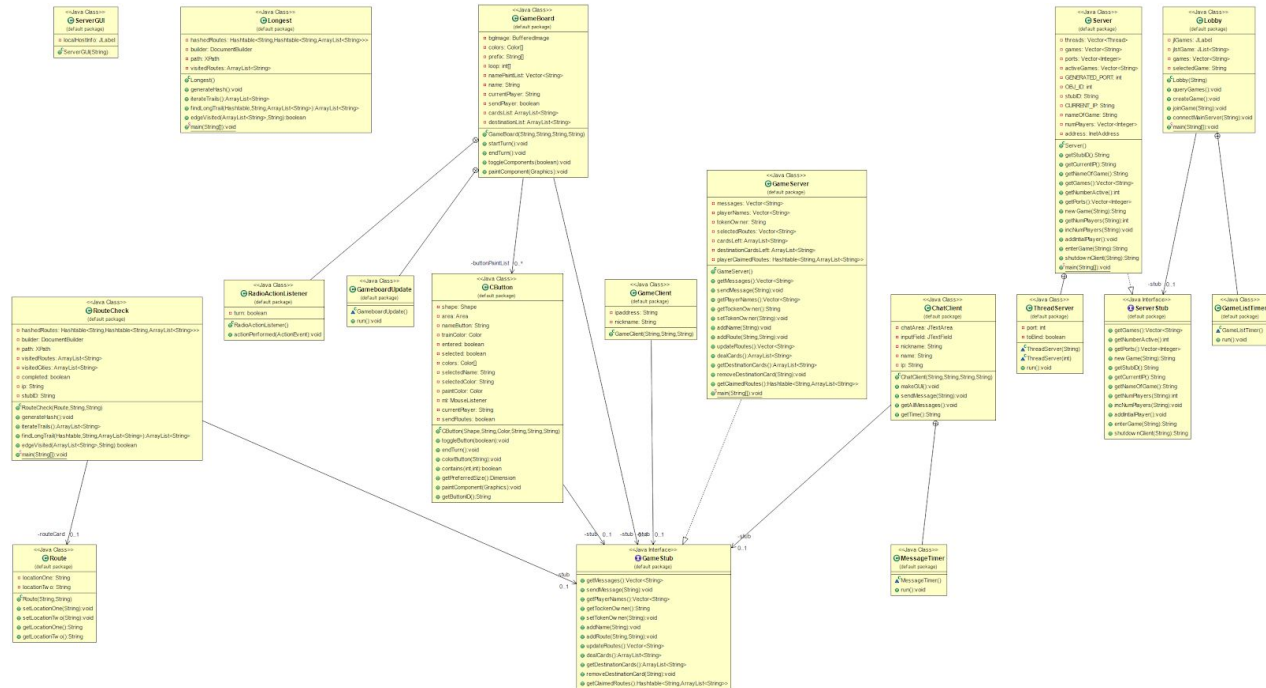 <<Java Class>>
ServerGUI
(default package)
localHostInfo: JLabel
ServerGUI(String)
<<Java Class>>
Longest
(default package)
hashedRoutes: Hashtable<String,Hashtable<String,ArrayList<String>>>
builder: DocumentBuilder
path: XPath
visitedRoutes: ArrayList<String>
Longest()
generateHash():void
iterateTrails():ArrayList<String>
findLongTrail(Hashtable,String,ArrayList<String>):ArrayList<String>
edgeVisited(ArrayList<String>,String):boolean
main(String[]):void
<<Java Class>>
GameBoard
(default package)
bgImage: BufferedImage
colors: Color[]
prefix: String[]
loop: int[]
namePaintList: Vector<String>
name: String
currentPlayer: String
sendPlayer: boolean
cardsList: ArrayList<String>
destinationList: ArrayList<String>
GameBoard(String,String,String,String)
startTurn():void
endTurn():void
toggleComponents(boolean):void
paintComponent(Graphics):void
<<Java Class>>
Server
(default package)
threads: Vector<Thread>
games: Vector<String>
ports: Vector<Integer>
activeGames: Vector<String>
GENERATED_PORT: int
OBJ_ID: int
stubID: String
CURRENT_IP: String
nameOfGame: String
numPlayers: Vector<Integer>
address: InetAddress
Server()
getStubID():String
getCurrentIP():String
getNameOfGame():String
getGames():Vector<String>
getNumberActive():int
getPorts():Vector<Integer>
newGame(String):String
getNumPlayers(String):int
incNumPlayers(String):void
addIntialPlayer():void
enterGame(String):String
shutdownClient(String):String
main(String[]):void
<<Java Class>>
Lobby
(default package)
jlGames: JLabel
jlstGame: JList<String>
games: Vector<String>
selectedGame: String
Lobby(String)
queryGames():void
createGame():void
joinGame(String):void
connectMainServer(String):void
main(String[]):void
<<Java Class>>
GameServer
(default package)
messages: Vector<String>
playerNames: Vector<String>
tokenOwner: String
selectedRoutes: Vector<String>
cardsLeft: ArrayList<String>
destinationCardsLeft: ArrayList<String>
playerClaimedRoutes: Hashtable<String,ArrayList<String>>
GameServer()
getMessages():Vector<String>
sendMessage(String):void
getPlayerNames():Vector<String>
getTockenOwner():String
setTokenOwner(String):void
addName(String):void
addRoute(String,String):void
updateRoutes():Vector<String>
dealCards():ArrayList<String>
getDestinationCards():ArrayList<String>
removeDestinationCard(String):void
getClaimedRoutes():Hashtable<String,ArrayList<String>>
main(String[]):void
<<Java Class>>
RadioActionListener
(default package)
turn: boolean
RadioActionListener()
actionPerformed(ActionEvent):void
<<Java Class>>
GameboardUpdate
(default package)
GameboardUpdate()
run():void
-buttonPaintList 0..*
<<Java Class>>
CButton
(default package)
shape: Shape
area: Area
nameButton: String
trainColor: Color
entered: boolean
selected: boolean
colors: Color[]
selectedName: String
selectedColor: String
paintColor: Color
ml: MouseListener
currentPlayer: String
sendRoutes: boolean
CButton(Shape,String,Color,String,String,String)
toggleButton(boolean):void
endTurn():void
colorButton(String):void
contains(int,int):boolean
getPreferredSize():Dimension
paintComponent(Graphics):void
getButtonID():String
<<Java Class>>
GameClient
(default package)
ipaddress: String
nickname: String
GameClient(String,String,String)
<<Java Class>>
RouteCheck
(default package)
hashedRoutes: Hashtable<String,Hashtable<String,ArrayList<String>>>
builder: DocumentBuilder
path: XPath
visitedRoutes: ArrayList<String>
visitedCities: ArrayList<String>
completed: boolean
ip: String
stubID: String
RouteCheck(Route,String,String)
generateHash():void
iterateTrails():ArrayList<String>
findLongTrail(Hashtable,String,ArrayList<String>):ArrayList<String>
edgeVisited(ArrayList<String>,String):boolean
main(String[]):void
<<Java Class>>
ChatClient
(default package)
chatArea: JTextArea
inputField: JTextField
nickname: String
name: String
ip: String
ChatClient(String,String,String,String)
makeGUI():void
sendMessage(String):void
getAllMessages():void
getTime():String
<<Java Class>>
ThreadServer
(default package)
port: int
toBind: boolean
ThreadServer(String)
ThreadServer(int)
run():void
-stub 0..1
<<Java Interface>>
ServerStub
(default package)
getGames():Vector<String>
getNumberActive():int
getPorts():Vector<Integer>
newGame(String):String
getStubID():String
getCurrentIP():String
getNameOfGame():String
getNumPlayers(String):int
incNumPlayers(String):void
addIntialPlayer():void
enterGame(String):String
shutdownClient(String):String
<<Java Class>>
GameListTimer
(default package)
GameListTimer()
run():void
-routeCard 0..1
<<Java Class>>
Route
(default package)
locationOne: String
locationTwo: String
Route(String,String)
setLocationOne(String):void
setLocationTwo(String):void
getLocationOne():String
getLocationTwo():String
-stub 0..1
-stub 0..1
-stub 0..1
-stub
0..1
-stub
0..1
<<Java Interface>>
GameStub
(default package)
getMessages():Vector<String>
sendMessage(String):void
getPlayerNames():Vector<String>
getTockenOwner():String
setTokenOwner(String):void
addName(String):void
addRoute(String,String):void
updateRoutes():Vector<String>
dealCards():ArrayList<String>
getDestinationCards():ArrayList<String>
removeDestinationCard(String):void
getClaimedRoutes():Hashtable<String,ArrayList<String>>
<<Java Class>>
MessageTimer
(default package)
MessageTimer()
run():void